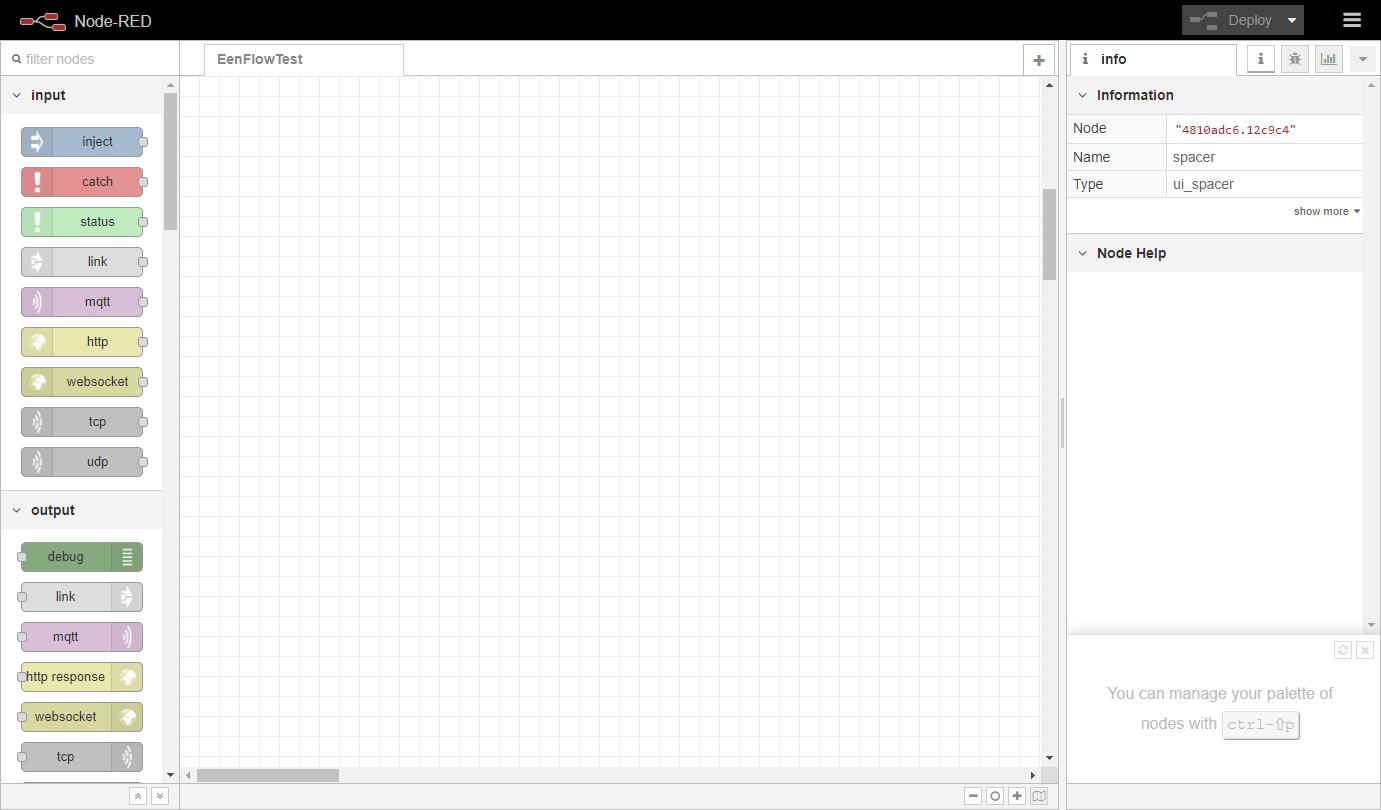 Node-RED
Deploy
filter nodes
EenFlowTest
info
input
inject
catch
status
link
mqtt
http
websocket
tcp
udp
output
debug
link
mqtt
http response
websocket
tcp
Information
Node "4810adc6.12c9c4"
Name spacer
Type ui_spacer
show more
Node Help
You can manage your palette of
nodes with ctrl-⇧p